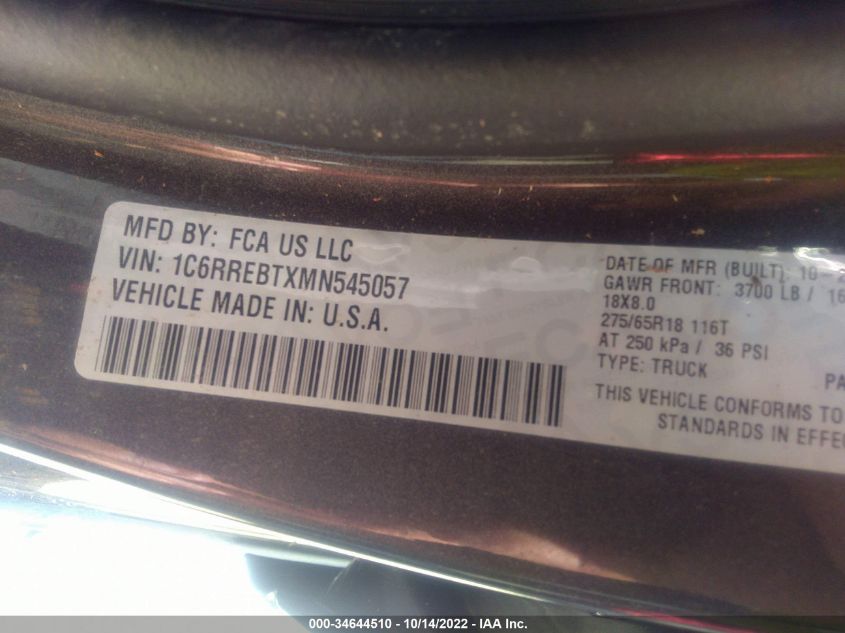 MFD BY: FCA US LLC
VIN: 1C6RREBTXMN545057
VEHICLE MADE IN: U.S.A.
DATE OF MFR (BUILT): 10 -
GAWR FRONT: 3700 LB /
18X8.0
275/65R18 116T
AT 250 kPa / 36 PSI
TYPE: TRUCK
THIS VEHICLE CONFORMS TO
STANDARDS IN
000-34644510 - 10/14/2022 - IAA Inc.